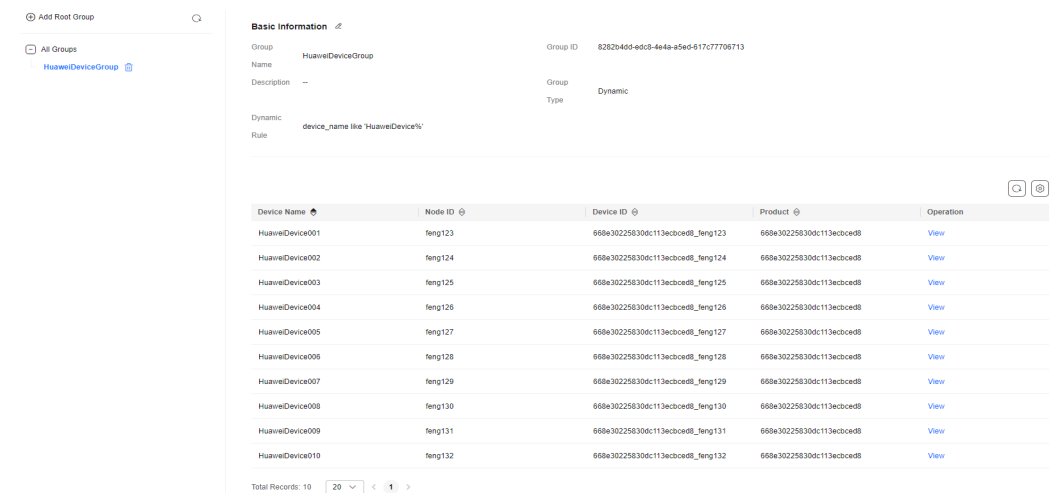 Add Root Group
All Groups
HuaweiDeviceGroup
Basic Information
Group Name HuaweiDeviceGroup Group ID 8282b4dd-edc8-4e4a-a5ed-617c77706713
Description -- Group Type Dynamic
Dynamic Rule device_name like 'HuaweiDevice%'
Device Name Node ID Device ID Product Operation
HuaweiDevice001 feng123 668e30225830dc113ecbced8_feng123 668e30225830dc113ecbced8 View
HuaweiDevice002 feng124 668e30225830dc113ecbced8_feng124 668e30225830dc113ecbced8 View
HuaweiDevice003 feng125 668e30225830dc113ecbced8_feng125 668e30225830dc113ecbced8 View
HuaweiDevice004 feng126 668e30225830dc113ecbced8_feng126 668e30225830dc113ecbced8 View
HuaweiDevice005 feng127 668e30225830dc113ecbced8_feng127 668e30225830dc113ecbced8 View
HuaweiDevice006 feng128 668e30225830dc113ecbced8_feng128 668e30225830dc113ecbced8 View
HuaweiDevice007 feng129 668e30225830dc113ecbced8_feng129 668e30225830dc113ecbced8 View
HuaweiDevice008 feng130 668e30225830dc113ecbced8_feng130 668e30225830dc113ecbced8 View
HuaweiDevice009 feng131 668e30225830dc113ecbced8_feng131 668e30225830dc113ecbced8 View
HuaweiDevice010 feng132 668e30225830dc113ecbced8_feng132 668e30225830dc113ecbced8 View
Total Records: 10 20 < 1 >